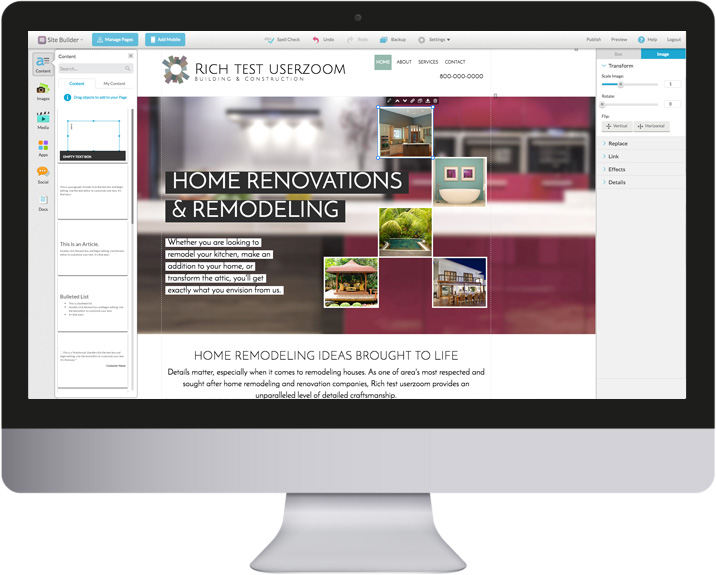 Site Builder
Manage Pages
Add Mobile
Spell Check
Undo
Redo
Backup
Settings
Publish
Preview
Help
Logout
Content
Images
Media
Apps
Social
Docs
Content
Search...
Content
My Content
Drag objects to add to your Page
EMPTY TEXT BOX
This is an Article.
Bulleted List
RICH TEST USERZOOM
BUILDING & CONSTRUCTION
HOME
ABOUT
SERVICES
CONTACT
800-000-0000
HOME RENOVATIONS
& REMODELING
Whether you are looking to
remodel your kitchen, make an
addition to your home, or
transform the attic, you'll get
exactly what you envision from us.
HOME REMODELING IDEAS BROUGHT TO LIFE
Details matter, especially when it comes to remodeling houses. As one of area's most respected and
sought after home remodeling and renovation companies, Rich test userzoom provides an
unparalleled level of detailed craftsmanship.
Box
Image
Transform
Scale Image:
1
Rotate:
0
Flip:
Vertical
Horizontal
Replace
Link
Effects
Details